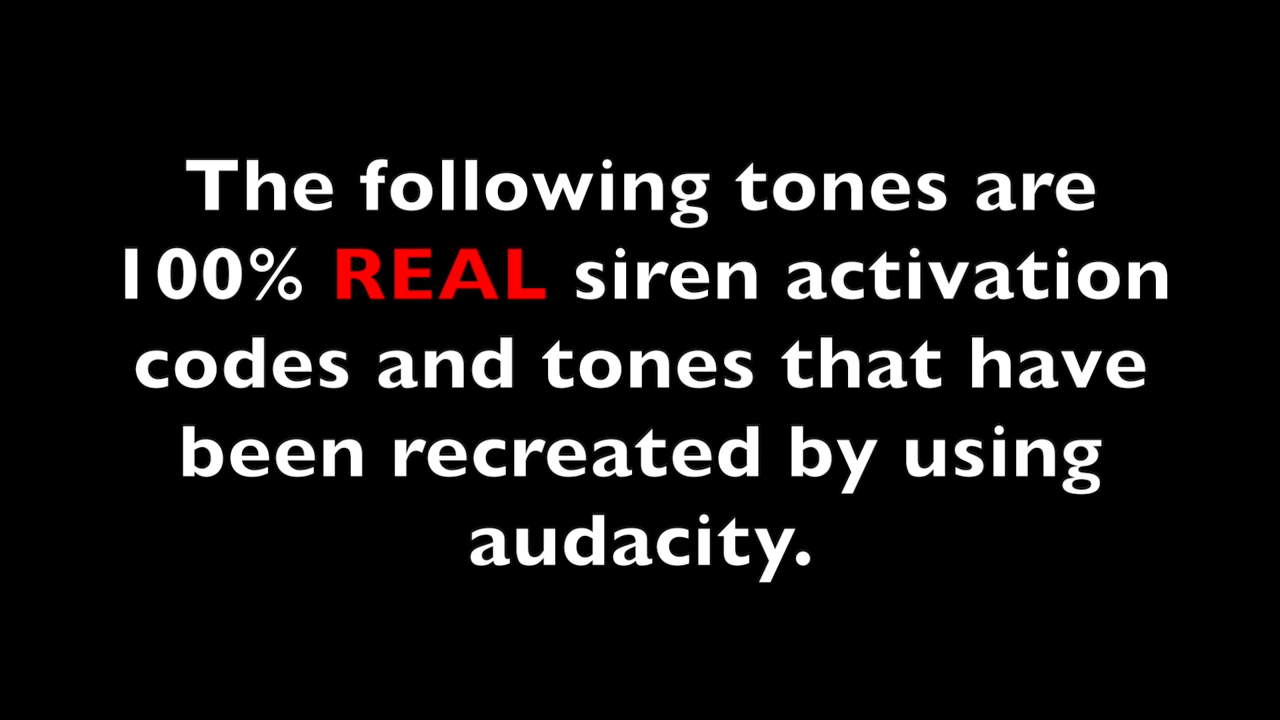 The following tones are
100% REAL siren activation
codes and tones that have
been recreated by using
audacity.